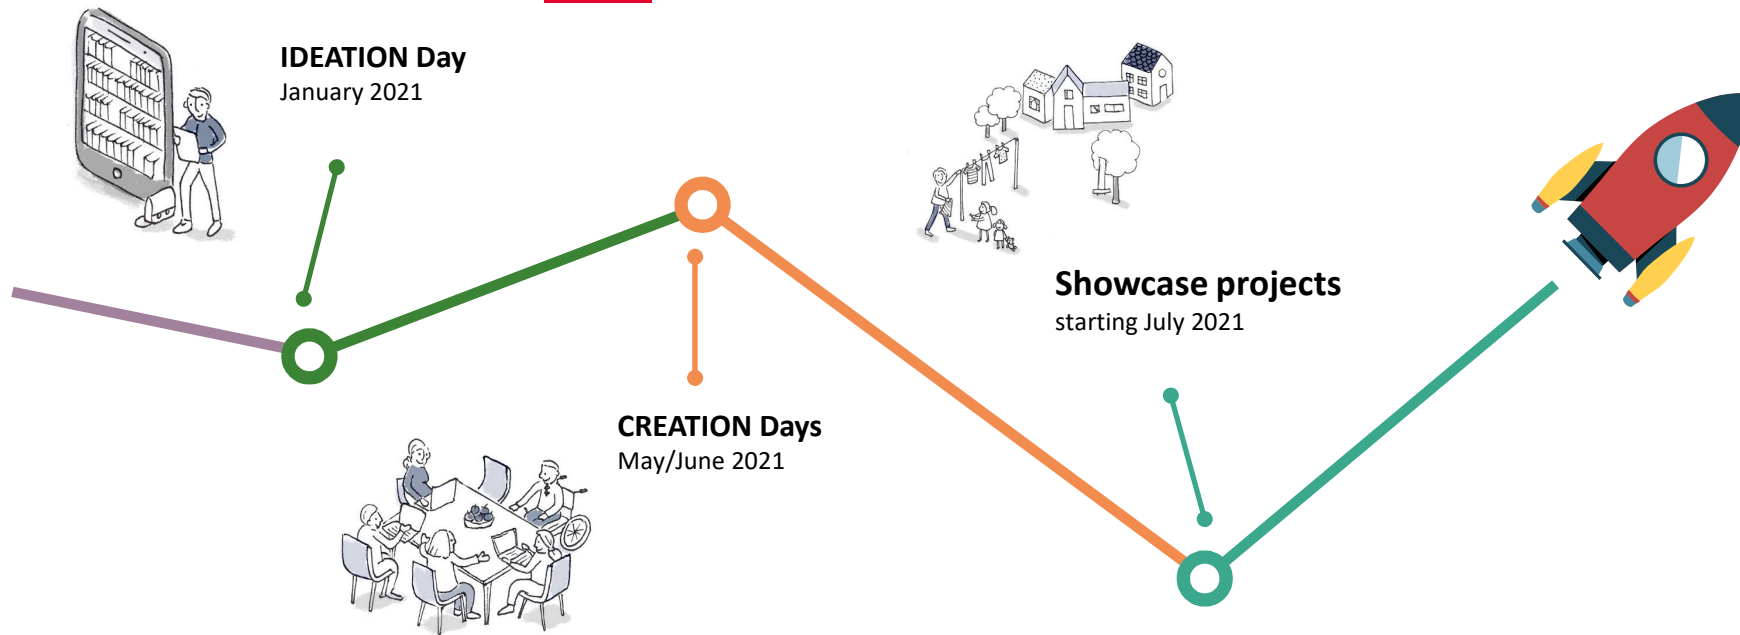 IDEATION Day
January 2021
Showcase projects
starting July 2021
CREATION Days
May/June 2021